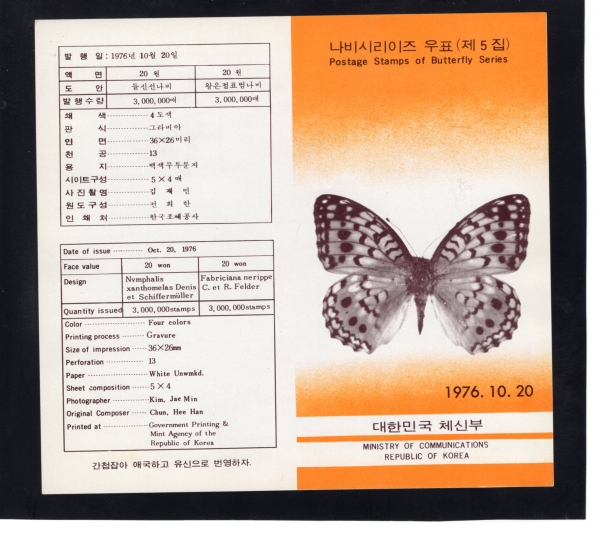 발 행 일 : 1976년 10월 20일
액 면 20 원 20 원
도 안 들신선나비 왕은점표범나비
발행수량 3,000,000매 3,000,000매
쇄 색 4 도색
판 식 그라비아
인 면 36×26미리
천 공 13
용 지 백색무투문지
시이트구성 5×4 매
사진촬영 김 재 민
원도구성 전 희 한
인 쇄 처 한국조폐공사
Date of issue Oct. 20, 1976
Face value 20 won 20 won
Design Nymphalis Fabriciana nerippe
xanthomelas Denis C. et R. Felder
et Schiffermüller
Quantity issued 3,000,000stamps 3,000,000stamps
Color Four colors
Printing process Gravure
Size of impression 36×26mm
Perforation 13
Paper White Unwmkd.
Sheet composition 5×4
Photographer Kim, Jae Min
Original Composer Chun, Hee Han
Printed at Government Printing &
Mint Agency of the
Republic of Korea
간첩잡아 애국하고 유신으로 번영하자.
나비시리이즈 우표 (제 5 집)
Postage Stamps of Butterfly Series
1976. 10. 20
대한민국 체신부
MINISTRY OF COMMUNICATIONS
REPUBLIC OF KOREA